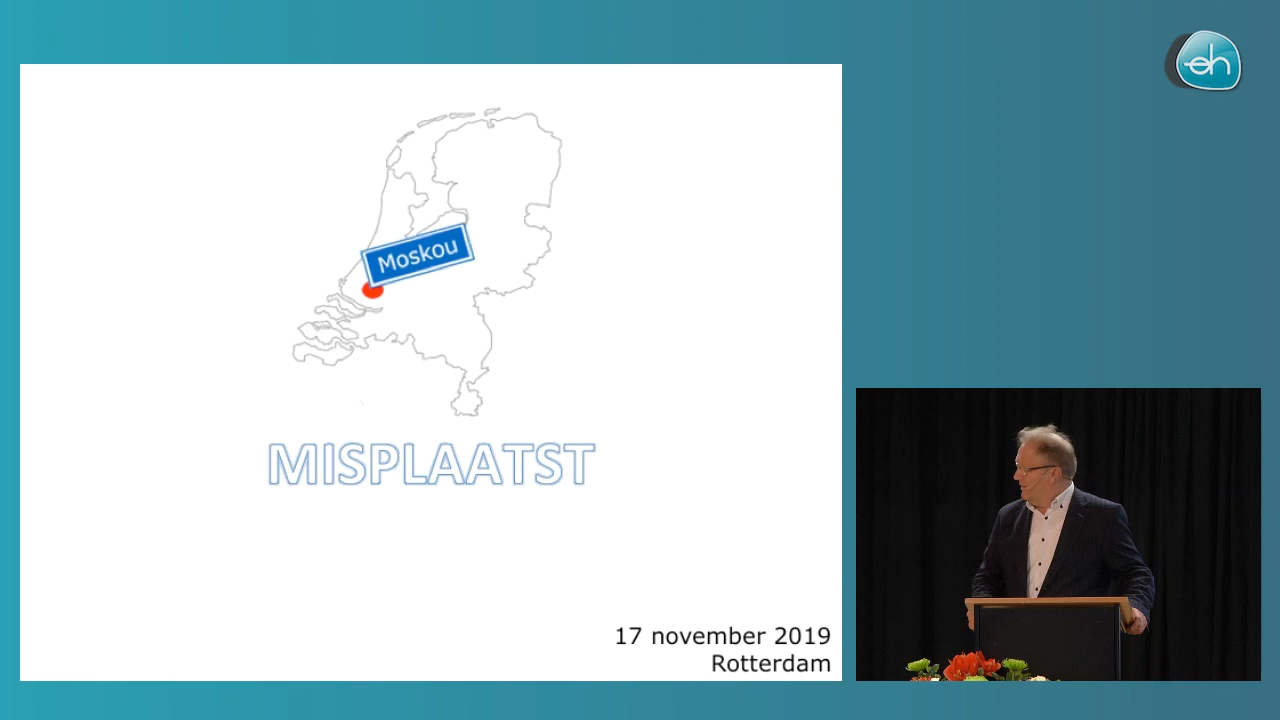 eh
Moskou
MISPLAATST
17 november 2019
Rotterdam